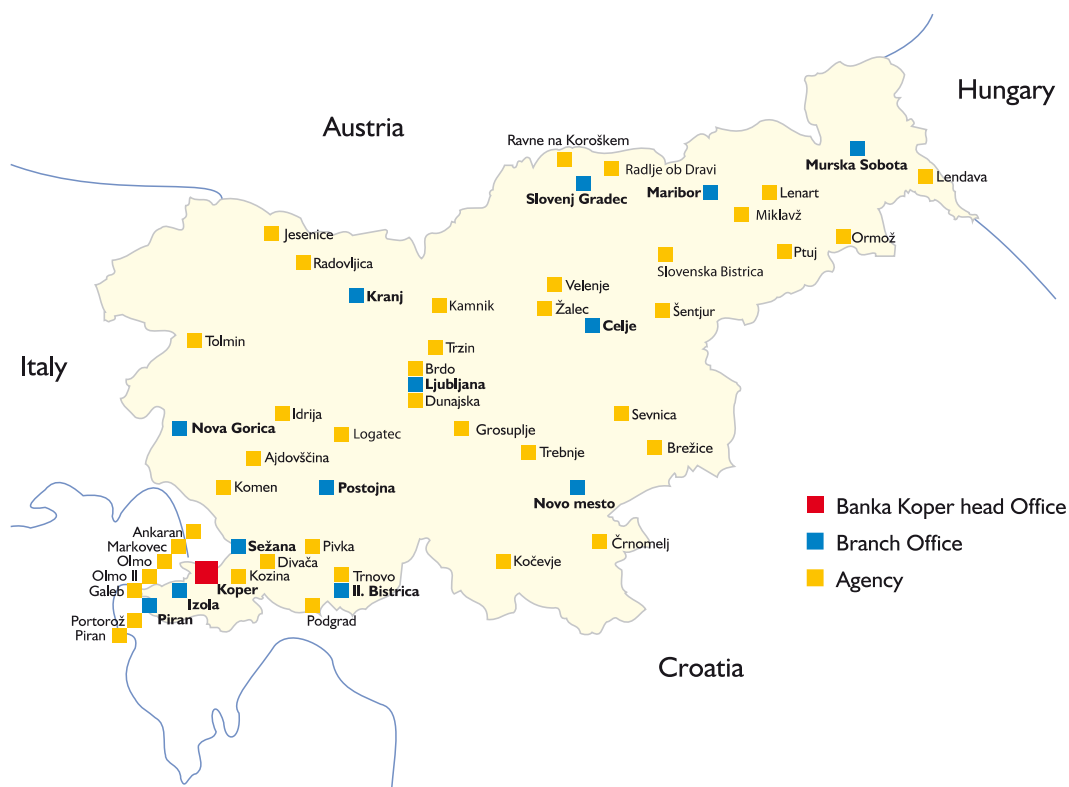 Hungary
Austria
Ravne na Koroškem
Murska Sobota
Radlje ob Dravi
Lendava
Slovenj Gradec
Maribor
Lenart
Miklavž
Jesenice
Ormož
Ptuj
Radovljica
Slovenska Bistrica
Velenje
Kranj
Kamnik
Žalec
Šentjur
Celje
Tolmin
Trzin
Italy
Brdo
Ljubljana
Dunajska
Idrija
Sevnica
Nova Gorica
Logatec
Grosuplje
Brežice
Trebnje
Ajdovščina
Komen
Postojna
Novo mesto
Banka Koper head Office
Branch Office
Agency
Ankaran
Markovec
Sežana
Pivka
Črnomelj
Olmo
Divača
Kočevje
Olmo II
Kozina
Trnovo
Galeb
Koper
Il. Bistrica
Izola
Portorož
Piran
Podgrad
Piran
Croatia